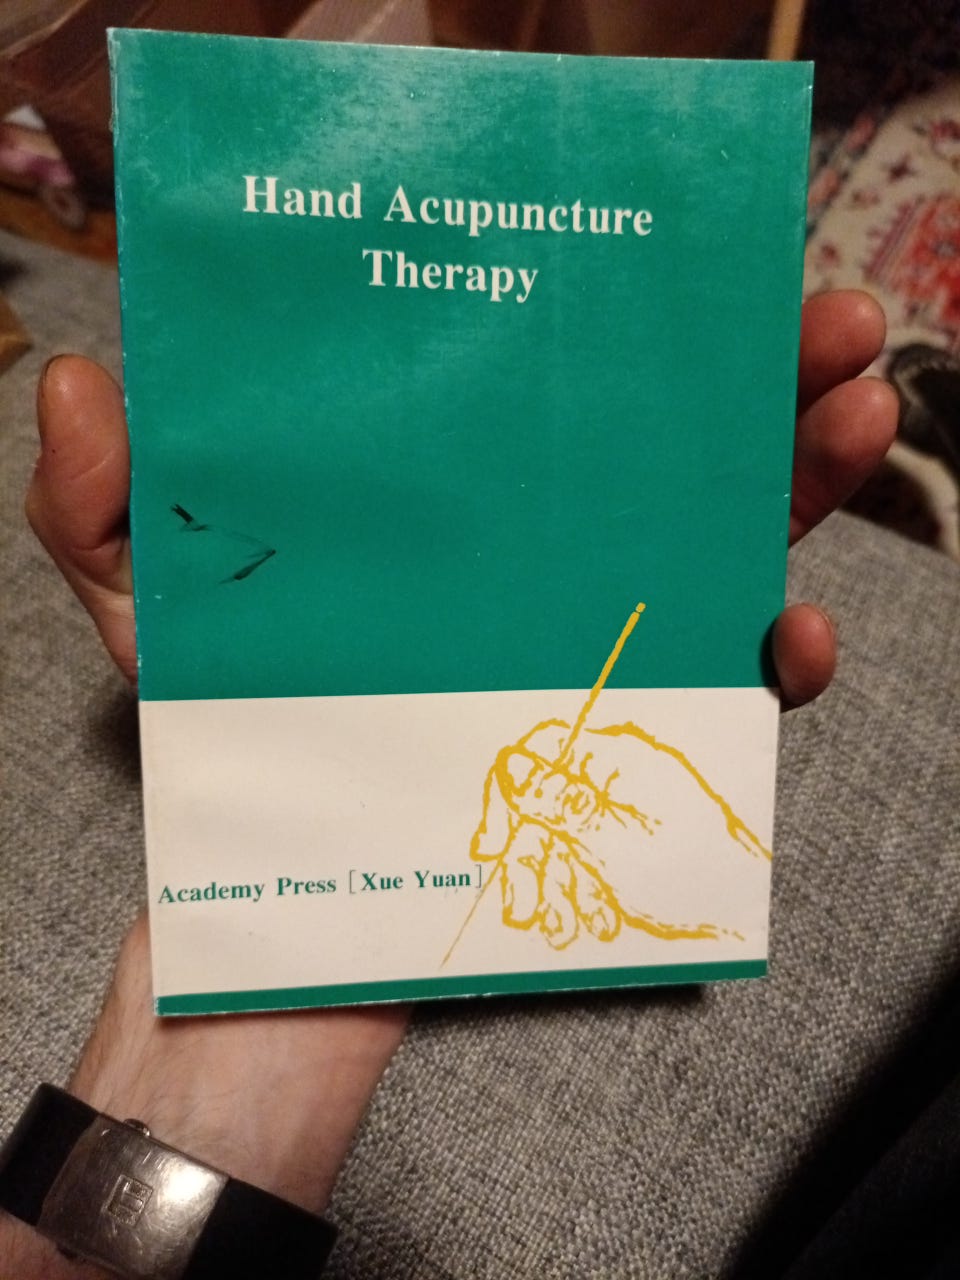 Hand Acupuncture
Therapy
Academy Press [Xue Yuan]